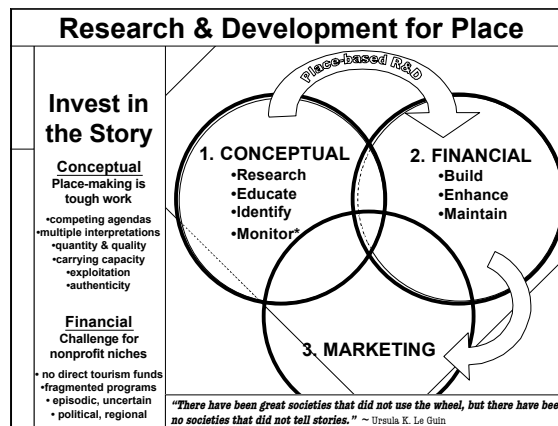 Research & Development for Place
Invest in
the Story
Conceptual
Place-making is
tough work
•competing agendas
•multiple interpretations
•quantity & quality
•carrying capacity
•exploitation
•authenticity
Financial
Challenge for
nonprofit niches
• no direct tourism funds
•fragmented programs
• episodic, uncertain
• political, regional
Place-based R&D
1. CONCEPTUAL
•Research
•Educate
•Identify
•Monitor*
2. FINANCIAL
•Build
•Enhance
•Maintain
3. MARKETING
"There have been great societies that did not use the wheel, but there have been
no societies that did not tell stories." ~ Ursula K. Le Guin